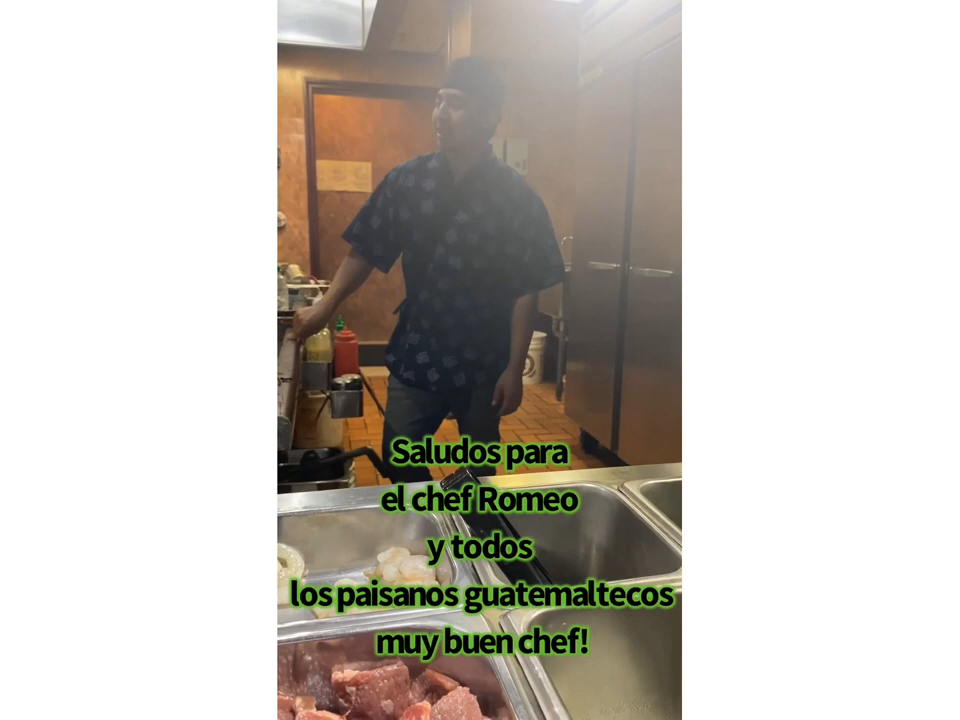 Saludos para
el chef Romeo
y todos
los paisanos guatemaltecos
muy buen chef!